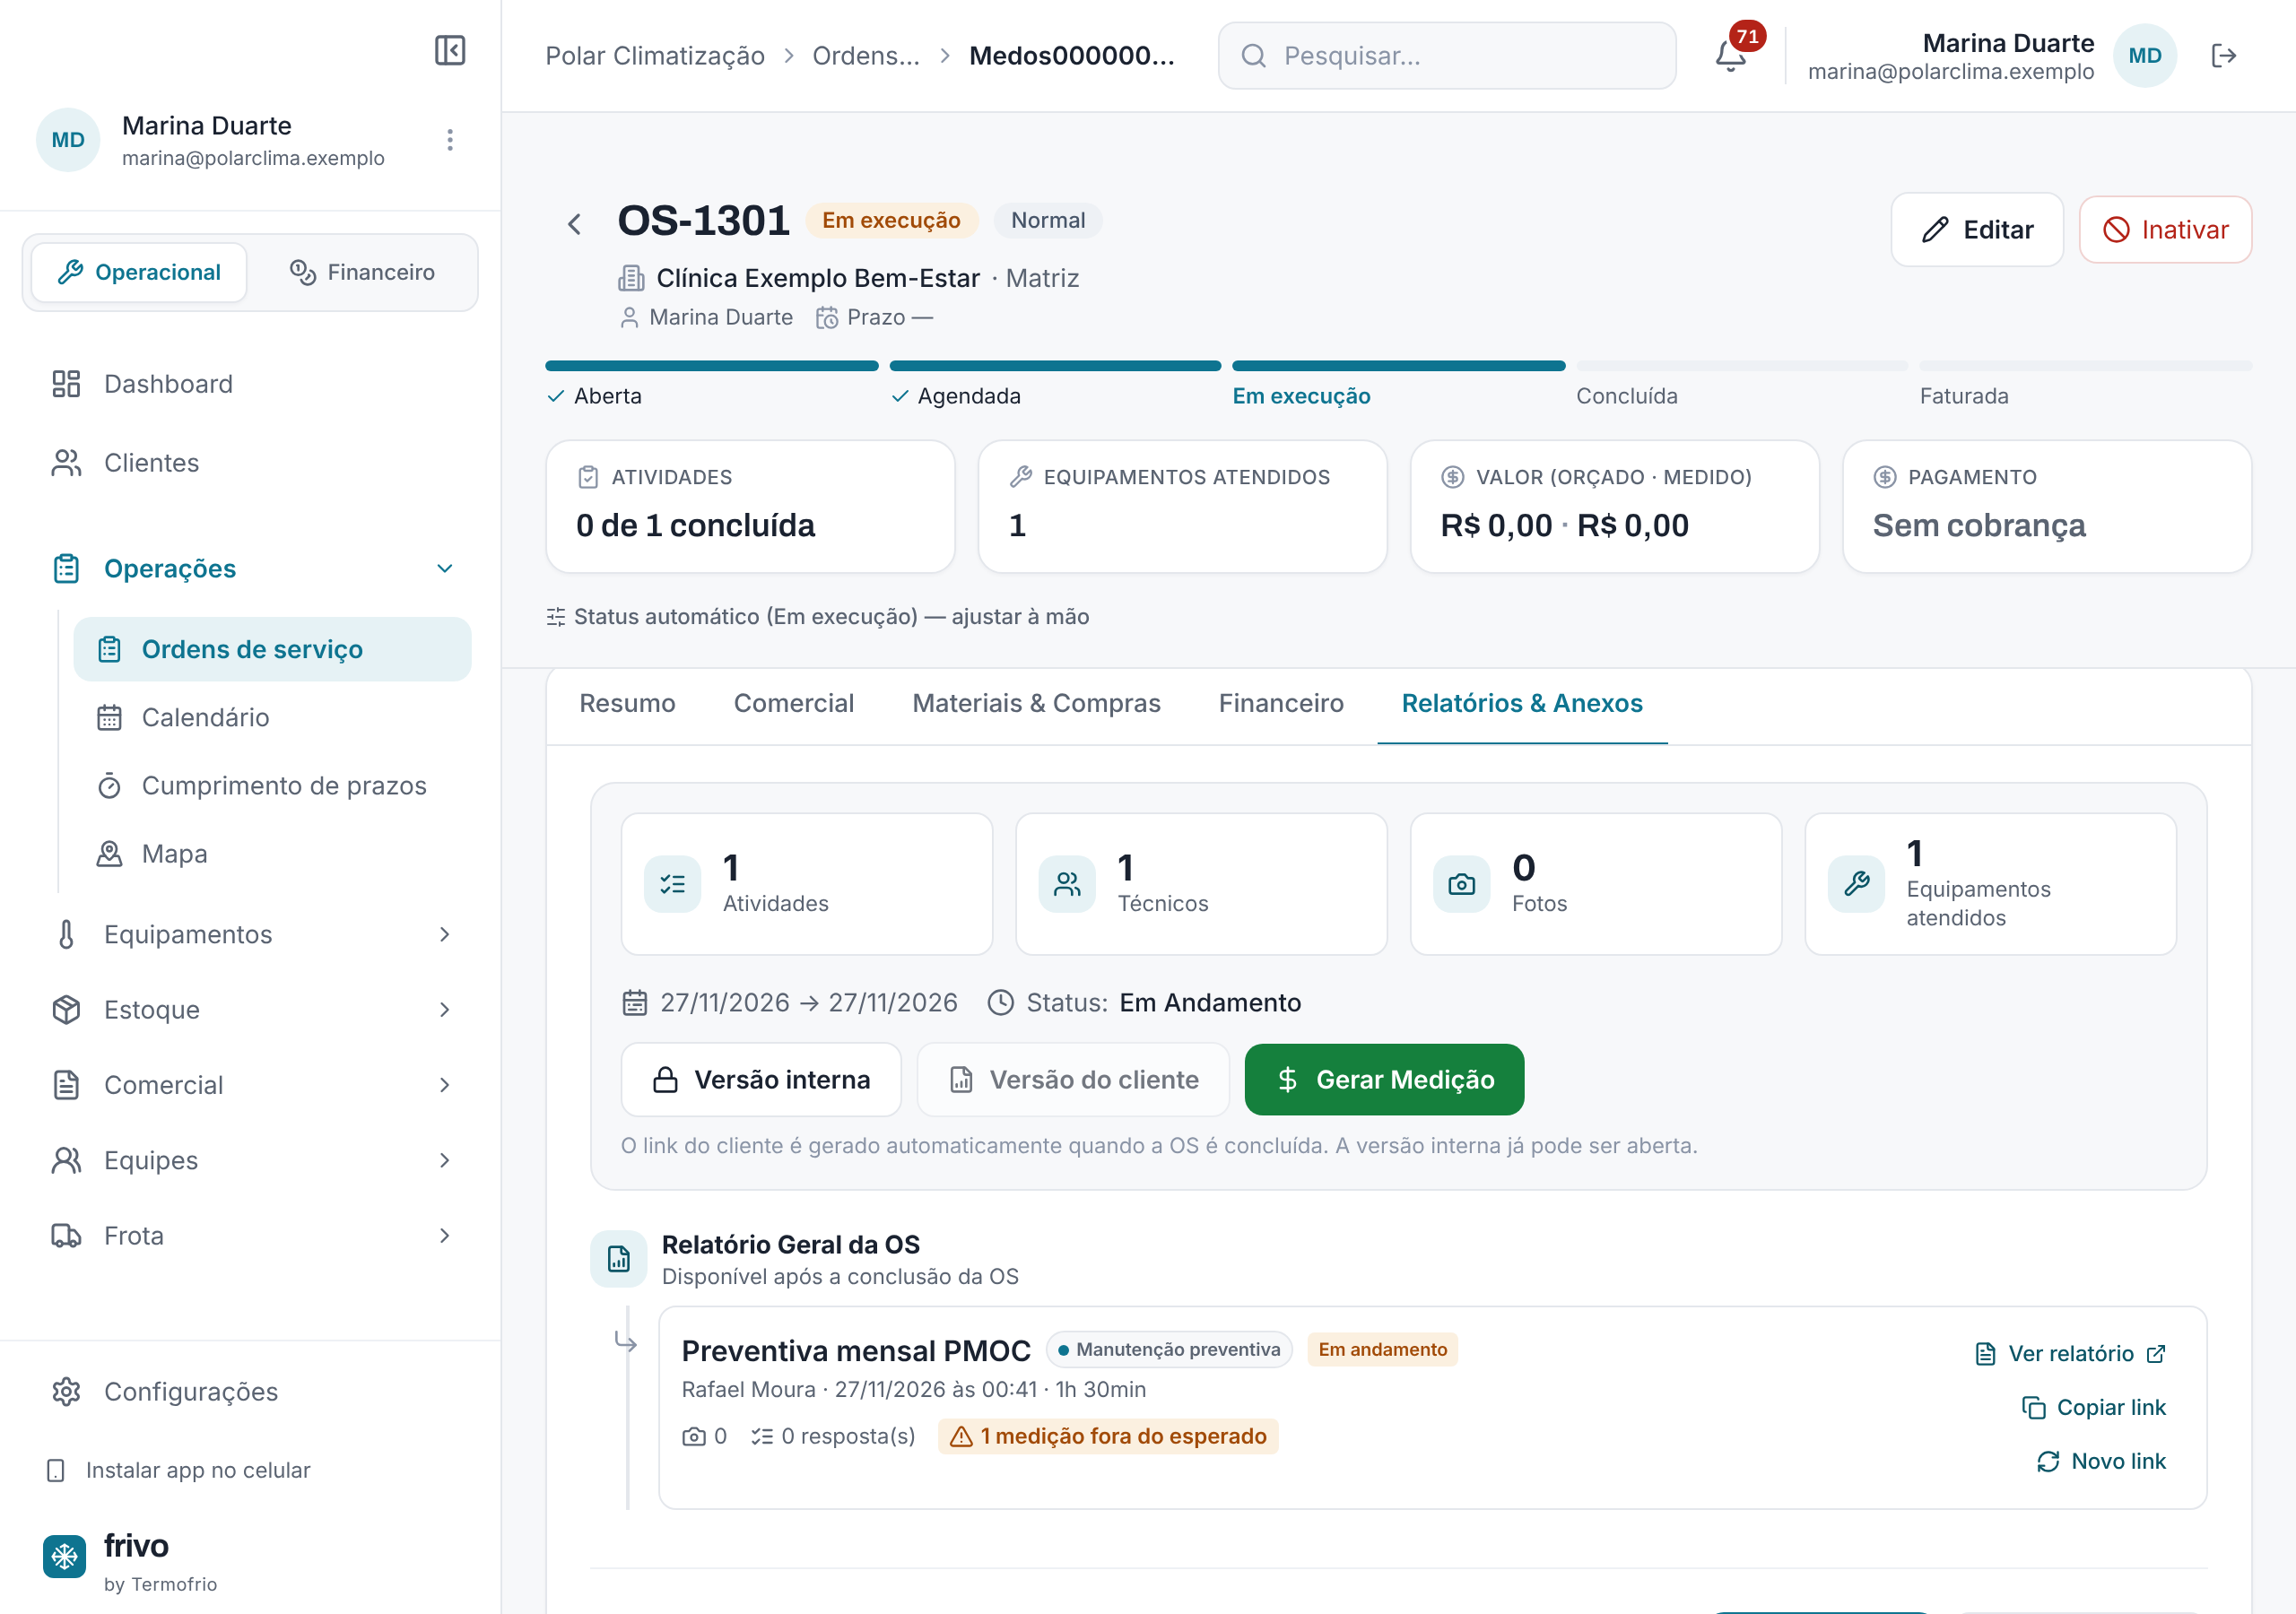 Polar Climatização > Ordens... > Medos000000...
Pesquisar...
71
Marina Duarte
marina@polarclima.exemplo
MD
MD
Marina Duarte
marina@polarclima.exemplo
Operacional
Financeiro
Dashboard
Clientes
Operações
Ordens de serviço
Calendário
Cumprimento de prazos
Mapa
Equipamentos
Estoque
Comercial
Equipes
Frota
Configurações
Instalar app no celular
frivo
by Termofrio
OS-1301
Em execução
Normal
Editar
Inativar
Clínica Exemplo Bem-Estar · Matriz
Marina Duarte
Prazo —
Aberta
Agendada
Em execução
Concluída
Faturada
ATIVIDADES
0 de 1 concluída
EQUIPAMENTOS ATENDIDOS
1
VALOR (ORÇADO · MEDIDO)
R$ 0,00 · R$ 0,00
PAGAMENTO
Sem cobrança
Status automático (Em execução) — ajustar à mão
Resumo
Comercial
Materiais & Compras
Financeiro
Relatórios & Anexos
1
Atividades
1
Técnicos
0
Fotos
1
Equipamentos
atendidos
27/11/2026 → 27/11/2026
Status: Em Andamento
Versão interna
Versão do cliente
$ Gerar Medição
O link do cliente é gerado automaticamente quando a OS é concluída. A versão interna já pode ser aberta.
Relatório Geral da OS
Disponível após a conclusão da OS
Preventiva mensal PMOC
Manutenção preventiva
Em andamento
Rafael Moura · 27/11/2026 às 00:41 · 1h 30min
0
0 resposta(s)
1 medição fora do esperado
Ver relatório
Copiar link
Novo link